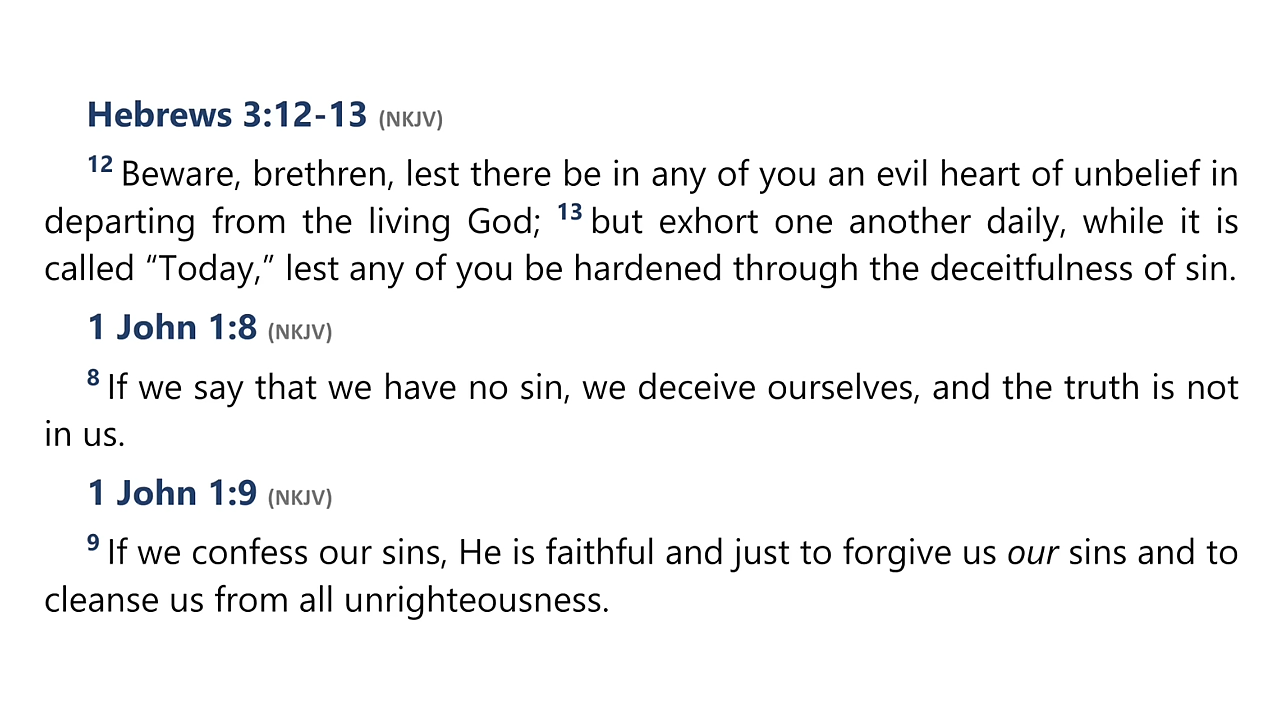 Hebrews 3:12-13 (NKJV)
12 Beware, brethren, lest there be in any of you an evil heart of unbelief in
departing from the living God; 13 but exhort one another daily, while it is
called “Today,” lest any of you be hardened through the deceitfulness of sin.
1 John 1:8 (NKJV)
8 If we say that we have no sin, we deceive ourselves, and the truth is not
in us.
1 John 1:9 (NKJV)
9 If we confess our sins, He is faithful and just to forgive us our sins and to
cleanse us from all unrighteousness.